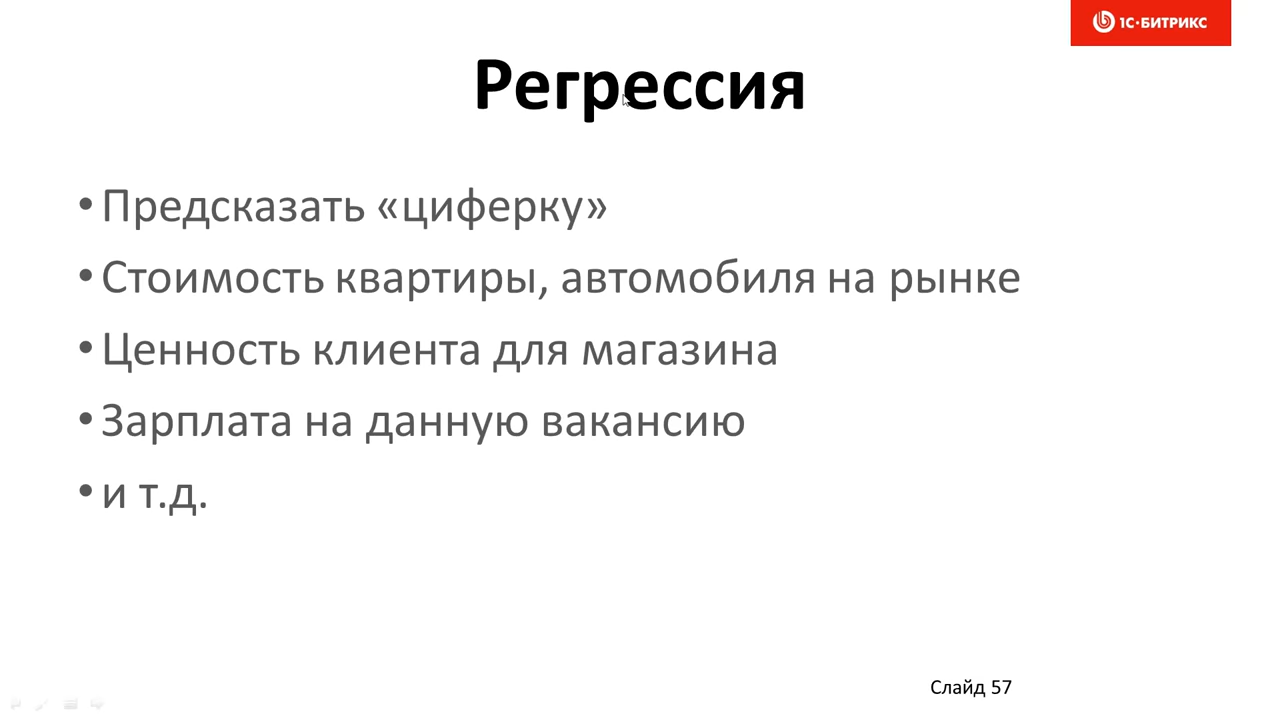 1С·БИТРИКС
Регрессия
•Предсказать «циферку»
•Стоимость квартиры, автомобиля на рынке
•Ценность клиента для магазина
•Зарплата на данную вакансию
•и т.д.
Слайд 57